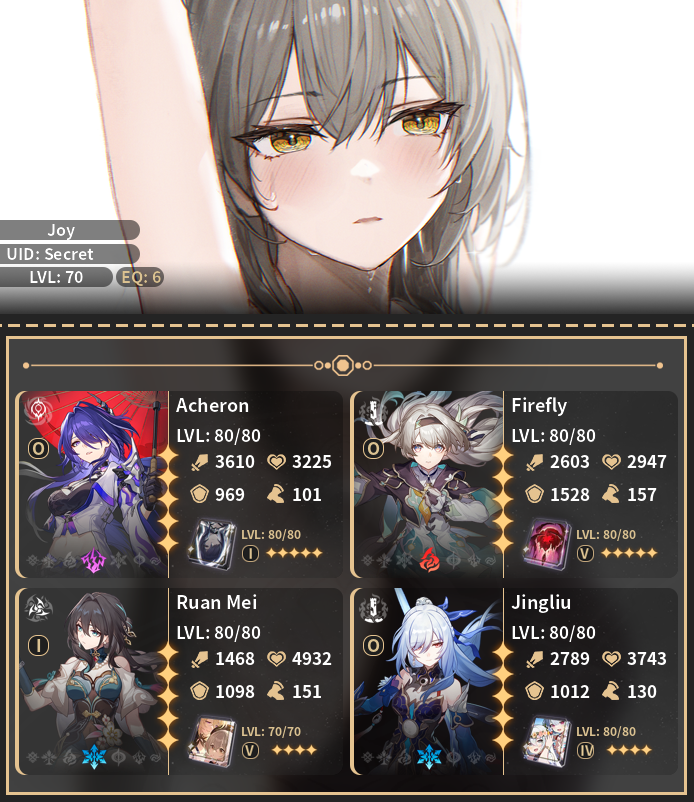 Joy
UID: Secret
LVL: 70 EQ: 6
Acheron
LVL: 80/80
3610 3225
969 101
O
LVL: 80/80
I
Firefly
LVL: 80/80
2603 2947
1528 157
O
LVL: 80/80
V
Ruan Mei
LVL: 80/80
1468 4932
1098 151
I
LVL: 70/70
V
Jingliu
LVL: 80/80
2789 3743
1012 130
O
LVL: 80/80
IV